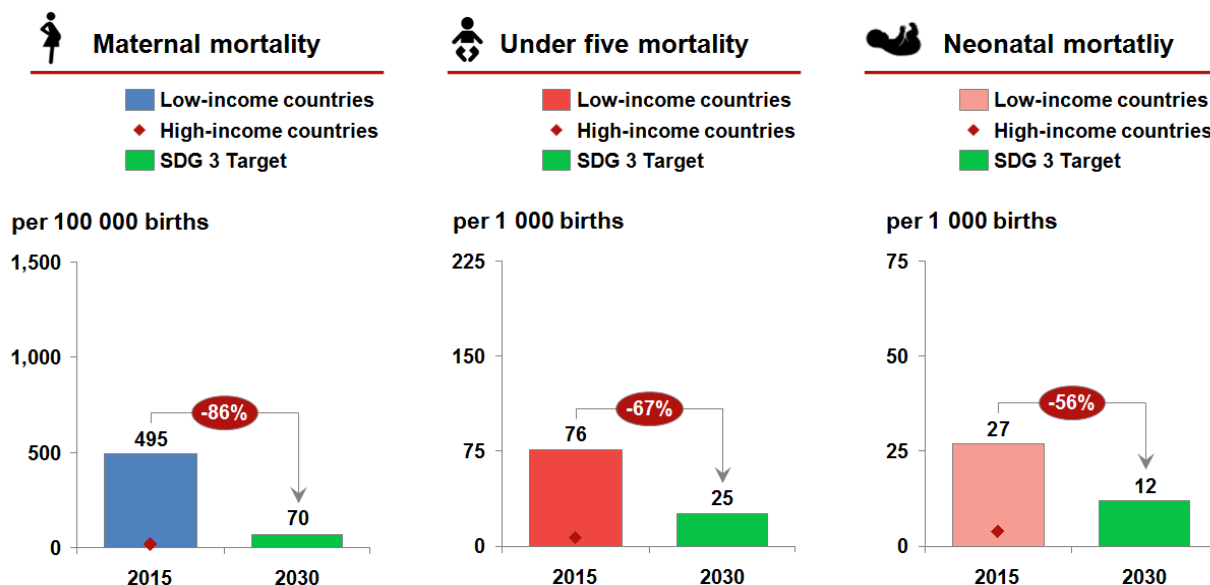 Maternal mortality
Low-income countries
High-income countries
SDG 3 Target
per 100 000 births
1,500
1,000
500
0
-86%
495
70
2015
2030
Under five mortality
Low-income countries
High-income countries
SDG 3 Target
per 1 000 births
225
150
75
0
-67%
76
25
2015
2030
Neonatal mortatliy
Low-income countries
High-income countries
SDG 3 Target
per 1 000 births
75
50
25
0
-56%
27
12
2015
2030